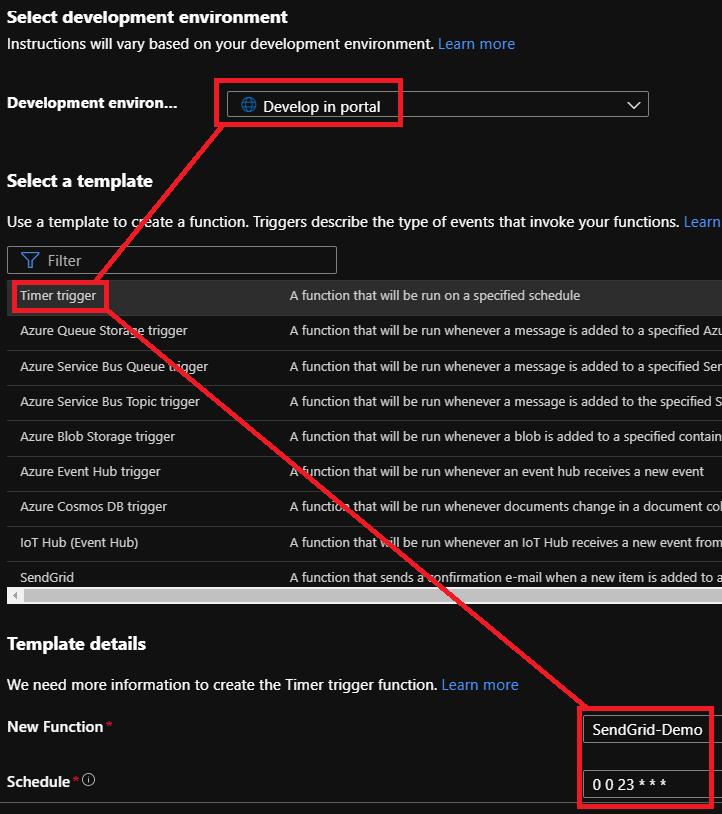 Select development environment
Instructions will vary based on your development environment. Learn more
Development environ... Develop in portal
Select a template
Use a template to create a function. Triggers describe the type of events that invoke your functions. Learn
Filter
Timer trigger A function that will be run on a specified schedule
Azure Queue Storage trigger A function that will be run whenever a message is added to a specified Azu
Azure Service Bus Queue trigger A function that will be run whenever a message is added to a specified Ser
Azure Service Bus Topic trigger A function that will be run whenever a message is added to the specified S
Azure Blob Storage trigger A function that will be run whenever a blob is added to a specified contain
Azure Event Hub trigger A function that will be run whenever an event hub receives a new event
Azure Cosmos DB trigger A function that will be run whenever documents change in a document col
IoT Hub (Event Hub) A function that will be run whenever an IoT Hub receives a new event from
SendGrid A function that sends a confirmation e-mail when a new item is added to a
Template details
We need more information to create the Timer trigger function. Learn more
New Function * SendGrid-Demo
Schedule * 0 0 23 * * *